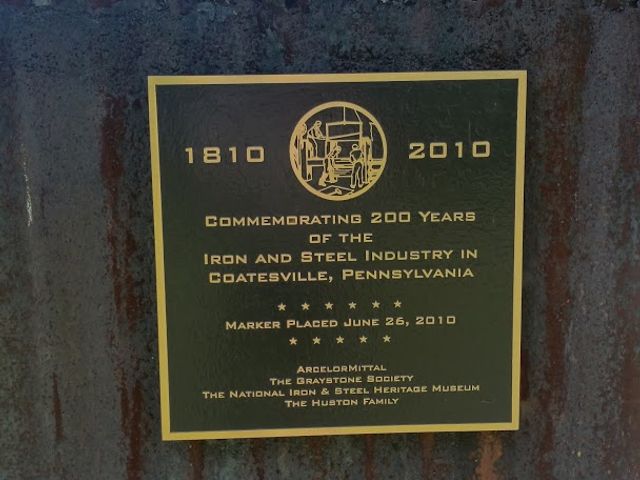 1810 2010
Commemorating 200 Years
of the
Iron and Steel Industry in
Coatesville, Pennsylvania
Marker Placed June 26, 2010
ArcelorMittal
The Graystone Society
The National Iron & Steel Heritage Museum
The Huston Family